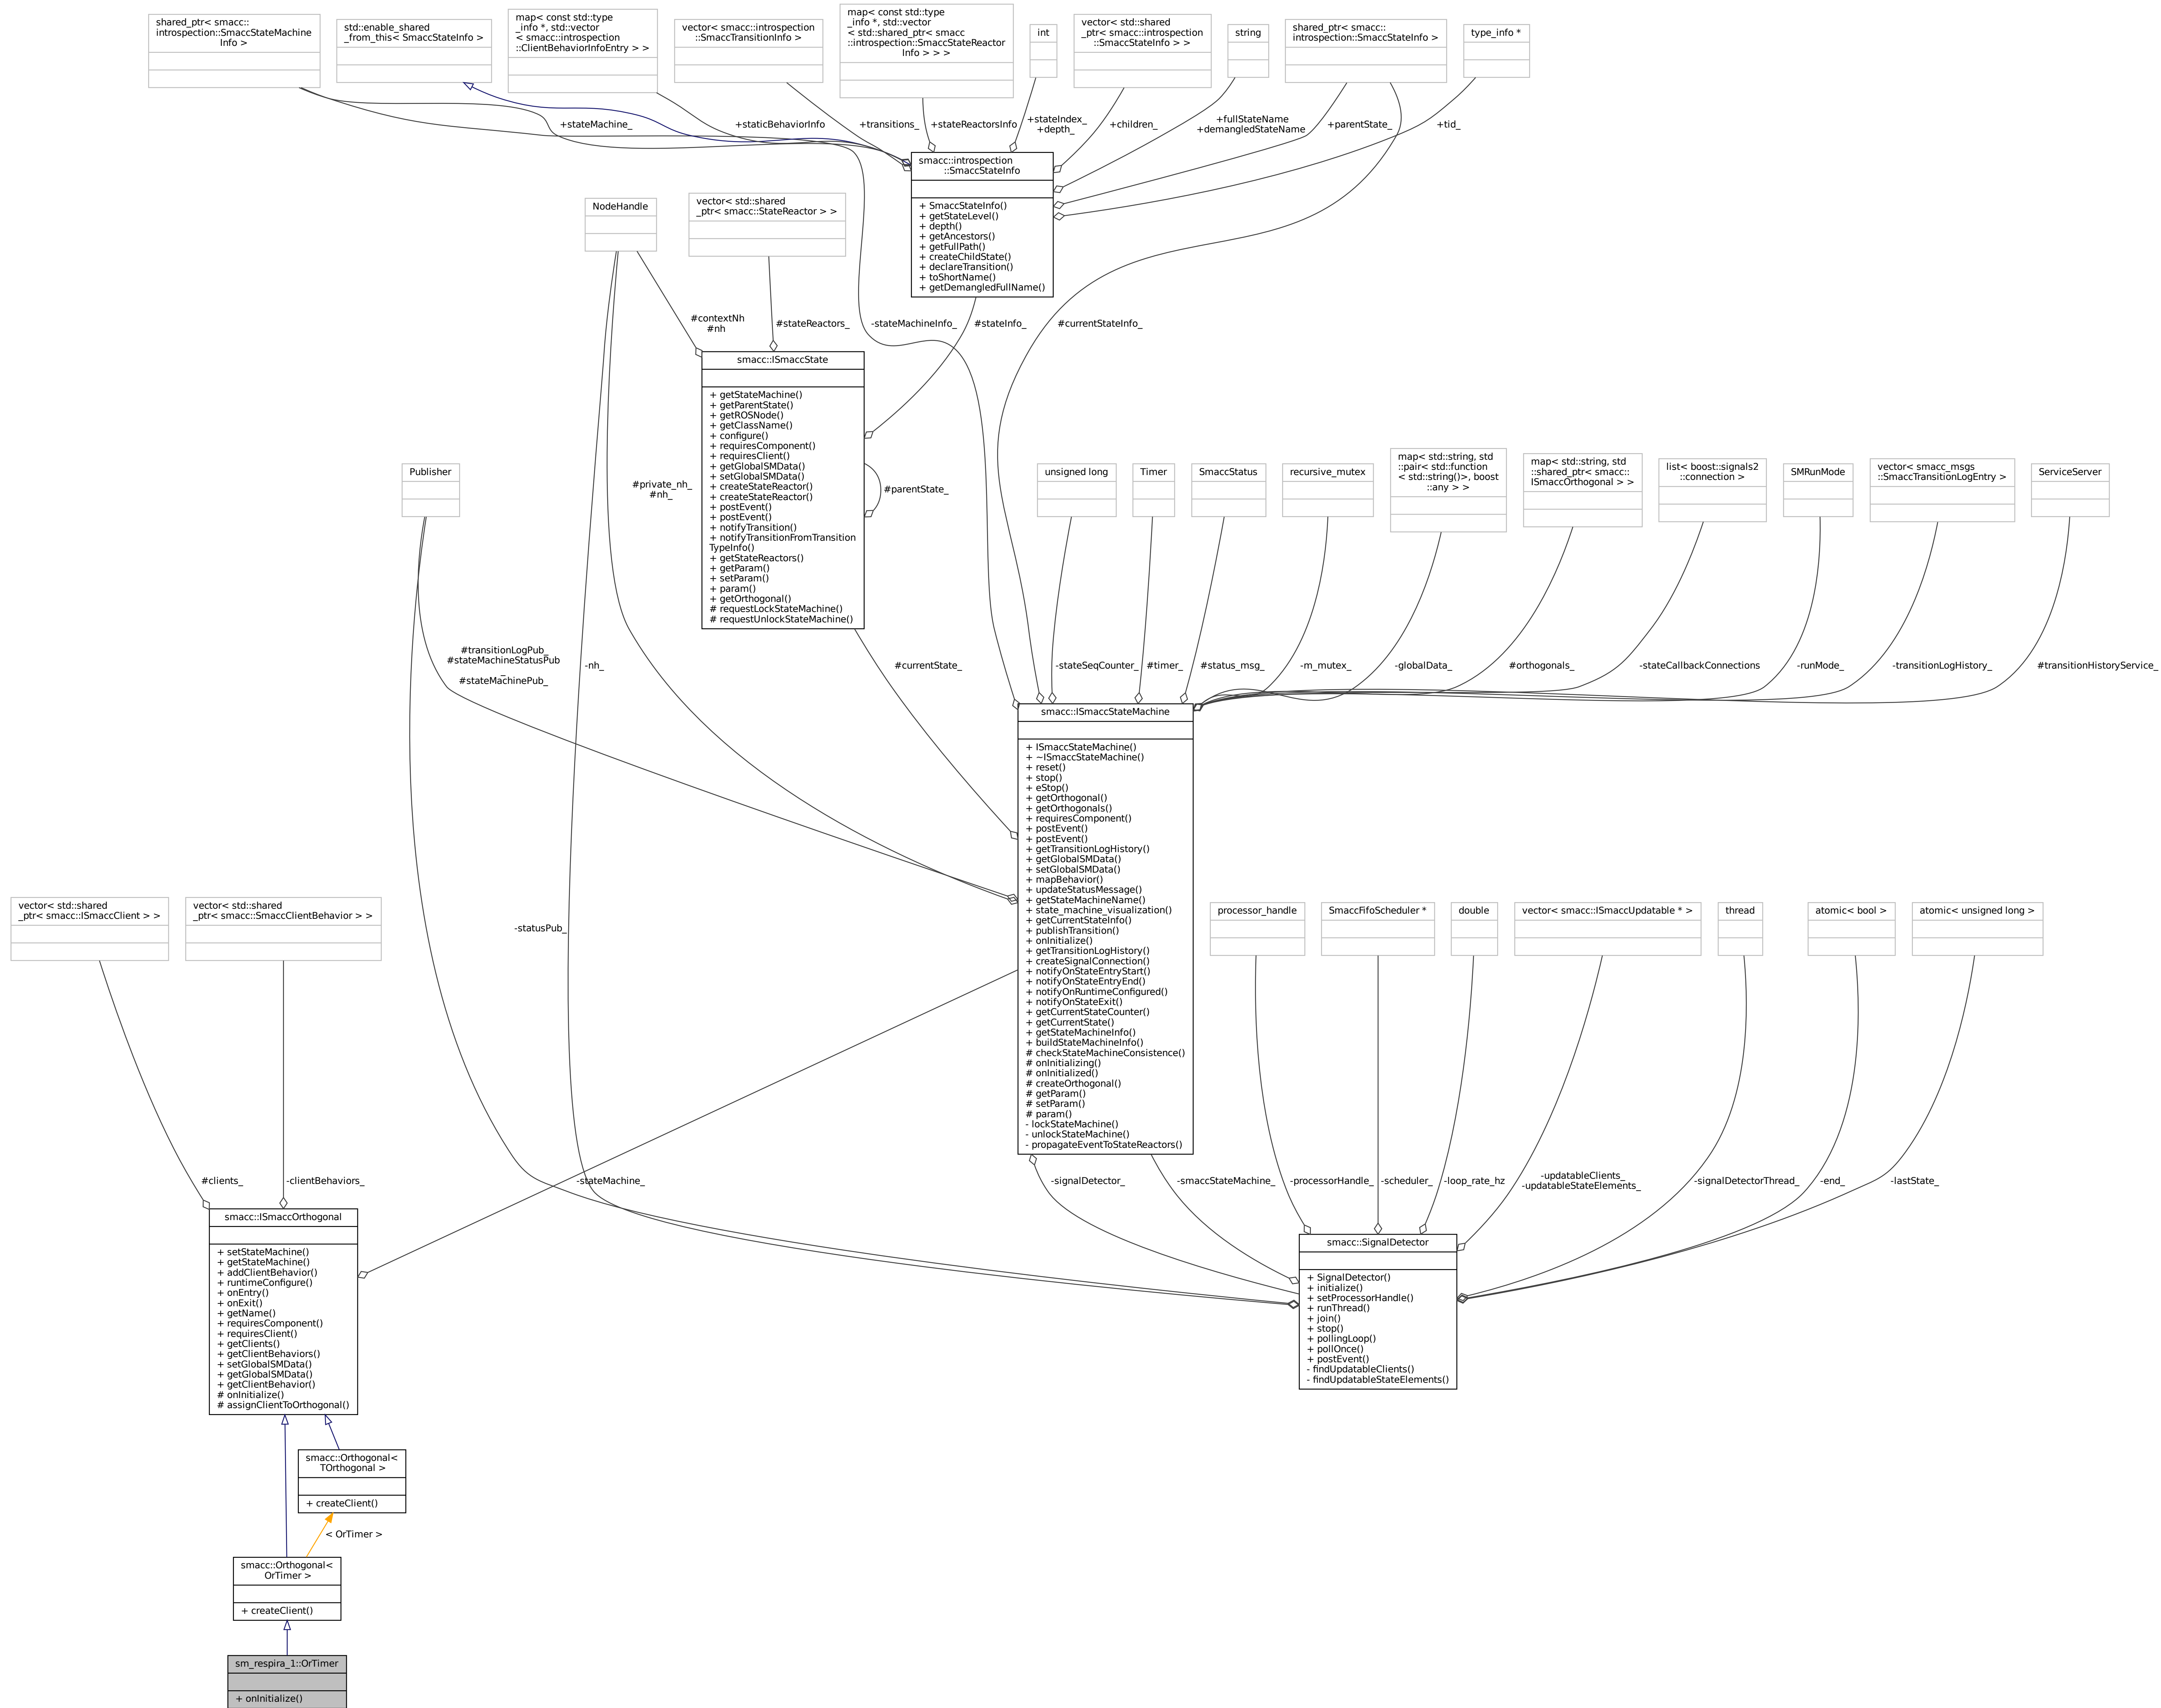 shared_ptr< smacc::
introspection::SmaccStateMachine
Info >
std::enable_shared
_from_this< SmaccStateInfo >
map< const std::type
_info *, std::vector
< smacc::introspection
::ClientBehaviorInfoEntry > >
vector< smacc::introspection
::SmaccTransitionInfo >
map< const std::type
_info *, std::vector
< std::shared_ptr< smacc
::introspection::SmaccStateReactor
Info > > >
int
vector< std::shared
_ptr< smacc::introspection
::SmaccStateInfo > >
string
shared_ptr< smacc::
introspection::SmaccStateInfo >
type_info *
+stateMachine_
+staticBehaviorInfo
+transitions_
+stateReactorsInfo
+stateIndex_
+depth_
+children_
+fullStateName
+demangledStateName
+parentState_
+tid_
smacc::introspection
::SmaccStateInfo
+ SmaccStateInfo()
+ getStateLevel()
+ depth()
+ getAncestors()
+ getFullPath()
+ createChildState()
+ declareTransition()
+ toShortName()
+ getDemangledFullName()
NodeHandle
vector< std::shared
_ptr< smacc::StateReactor > >
#contextNh
#nh
#stateReactors_
-stateMachineInfo_
#stateInfo_
#currentStateInfo_
smacc::ISmaccState
+ getStateMachine()
+ getParentState()
+ getROSNode()
+ getClassName()
+ configure()
+ requiresComponent()
+ requiresClient()
+ getGlobalSMData()
+ setGlobalSMData()
+ createStateReactor()
+ createStateReactor()
+ postEvent()
+ postEvent()
+ notifyTransition()
+ notifyTransitionFromTransition
TypeInfo()
+ getStateReactors()
+ getParam()
+ setParam()
+ param()
+ getOrthogonal()
# requestLockStateMachine()
# requestUnlockStateMachine()
#parentState_
Publisher
#private_nh_
#nh_
unsigned long
Timer
SmaccStatus
recursive_mutex
map< std::string, std
::pair< std::function
< std::string()>, boost
::any > >
map< std::string, std
::shared_ptr< smacc::
ISmaccOrthogonal > >
list< boost::signals2
::connection >
SMRunMode
vector< smacc_msgs
::SmaccTransitionLogEntry >
ServiceServer
#transitionLogPub_
#stateMachineStatusPub
_
#stateMachinePub_
-nh_
#currentState_
-stateSeqCounter_
#timer_
#status_msg_
-m_mutex_
-globalData_
#orthogonals_
-stateCallbackConnections
-runMode_
-transitionLogHistory_
#transitionHistoryService_
smacc::ISmaccStateMachine
+ ISmaccStateMachine()
+ ~ISmaccStateMachine()
+ reset()
+ stop()
+ eStop()
+ getOrthogonal()
+ getOrthogonals()
+ requiresComponent()
+ postEvent()
+ postEvent()
+ getTransitionLogHistory()
+ getGlobalSMData()
+ setGlobalSMData()
+ mapBehavior()
+ updateStatusMessage()
+ getStateMachineName()
+ state_machine_visualization()
+ getCurrentStateInfo()
+ publishTransition()
+ onInitialize()
+ getTransitionLogHistory()
+ createSignalConnection()
+ notifyOnStateEntryStart()
+ notifyOnStateEntryEnd()
+ notifyOnRuntimeConfigured()
+ notifyOnStateExit()
+ getCurrentStateCounter()
+ getCurrentState()
+ getStateMachineInfo()
+ buildStateMachineInfo()
# checkStateMachineConsistence()
# onInitializing()
# onInitialized()
# createOrthogonal()
# getParam()
# setParam()
# param()
- lockStateMachine()
- unlockStateMachine()
- propagateEventToStateReactors()
vector< std::shared
_ptr< smacc::ISmaccClient > >
vector< std::shared
_ptr< smacc::SmaccClientBehavior > >
-statusPub_
processor_handle
SmaccFifoScheduler *
double
vector< smacc::ISmaccUpdatable * >
thread
atomic< bool >
atomic< unsigned long >
#clients_
-clientBehaviors_
-stateMachine_
-signalDetector_
-smaccStateMachine_
-processorHandle_
-scheduler_
-loop_rate_hz
-updatableClients_
-updatableStateElements_
-signalDetectorThread_
-end_
-lastState_
smacc::ISmaccOrthogonal
+ setStateMachine()
+ getStateMachine()
+ addClientBehavior()
+ runtimeConfigure()
+ onEntry()
+ onExit()
+ getName()
+ requiresComponent()
+ requiresClient()
+ getClients()
+ getClientBehaviors()
+ setGlobalSMData()
+ getGlobalSMData()
+ getClientBehavior()
# onInitialize()
# assignClientToOrthogonal()
smacc::SignalDetector
+ SignalDetector()
+ initialize()
+ setProcessorHandle()
+ runThread()
+ join()
+ stop()
+ pollingLoop()
+ pollOnce()
+ postEvent()
- findUpdatableClients()
- findUpdatableStateElements()
smacc::Orthogonal<
TOrthogonal >
+ createClient()
< OrTimer >
smacc::Orthogonal<
OrTimer >
+ createClient()
sm_respira_1::OrTimer
+ onInitialize()